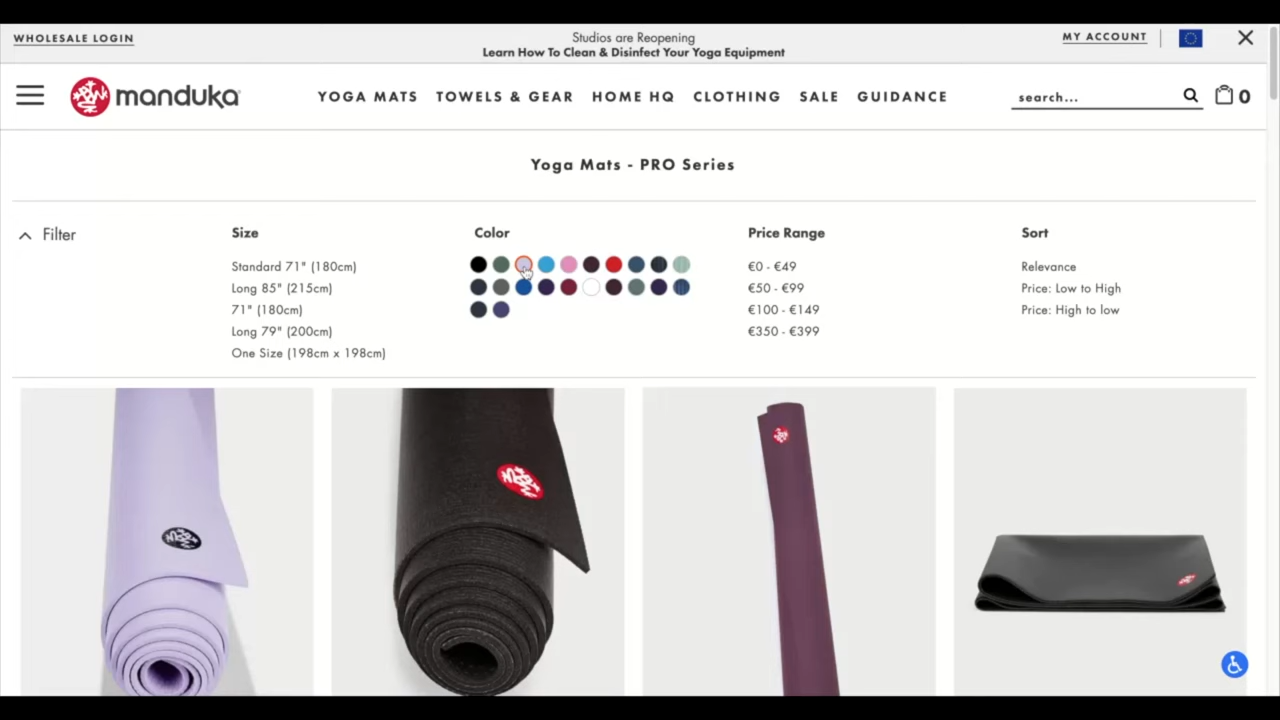 WHOLESALE LOGIN
Studios are Reopening
Learn How To Clean & Disinfect Your Yoga Equipment
MY ACCOUNT
manduka
YOGA MATS TOWELS & GEAR HOME HQ CLOTHING SALE GUIDANCE
search...
0
Yoga Mats - PRO Series
Filter
Size
Standard 71" (180cm)
Long 85" (215cm)
71" (180cm)
Long 79" (200cm)
One Size (198cm x 198cm)
Color
Price Range
€0 - €49
€50 - €99
€100 - €149
€350 - €399
Sort
Relevance
Price: Low to High
Price: High to low